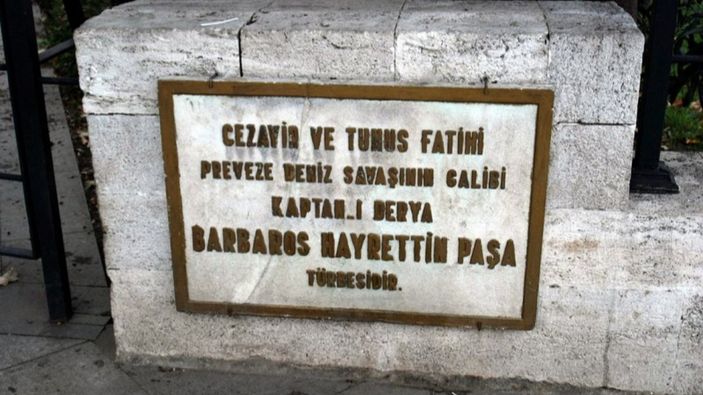 CEZAYİR VE TUNUS FATİHİ
PREVEZE DENİZ SAVAŞININ GALİBİ
KAPTAN-I DERYA
BARBAROS HAYRETTİN PAŞA
TÜRBESİDİR.